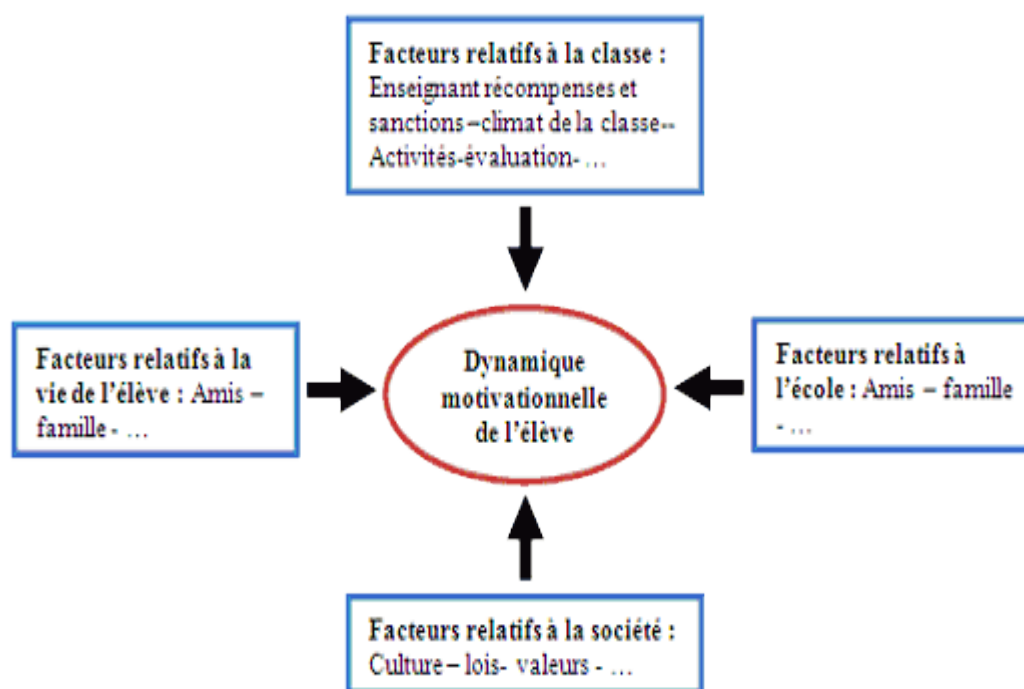 Facteurs relatifs à la classe :
Enseignant récompenses et
sanctions –climat de la classe--
Activités-évaluation- …
Facteurs relatifs à la
vie de l’élève : Amis –
famille - …
Dynamique
motivationnelle
de l’élève
Facteurs relatifs à
l’école : Amis – famille
- …
Facteurs relatifs à la société :
Culture – lois- valeurs - …